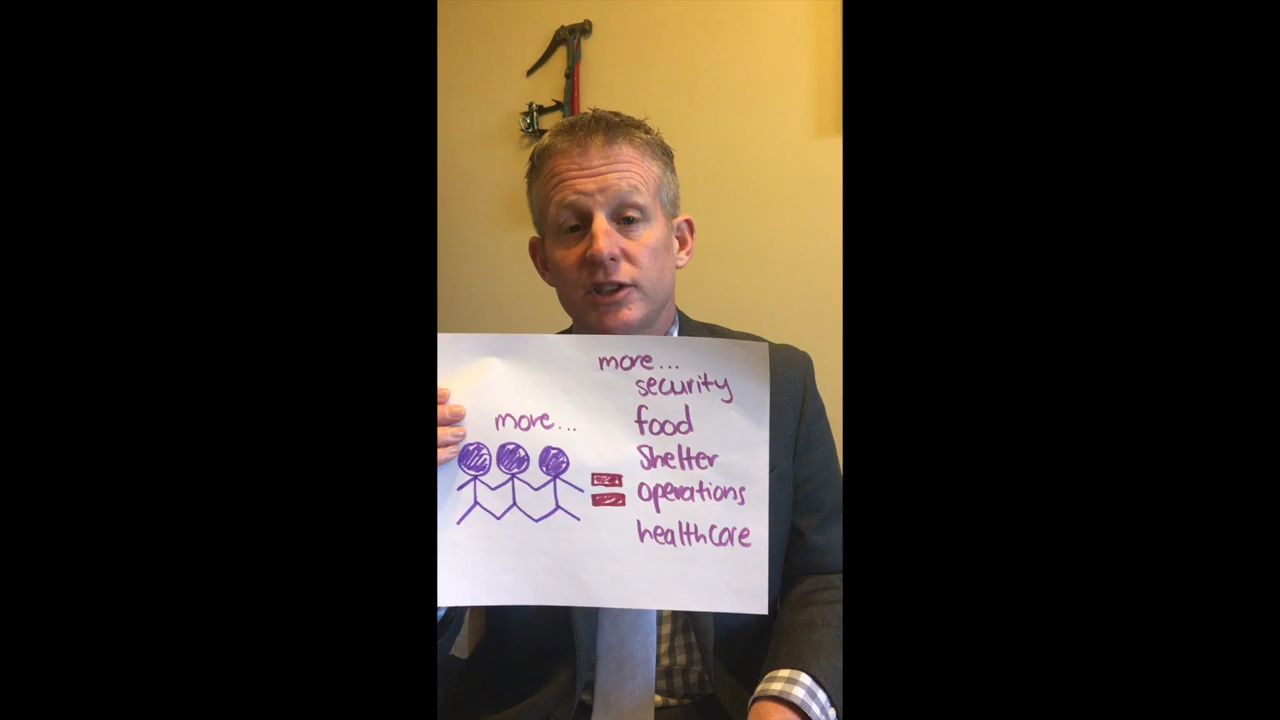 more...
security
food
shelter
operations
healthcare
more...
=